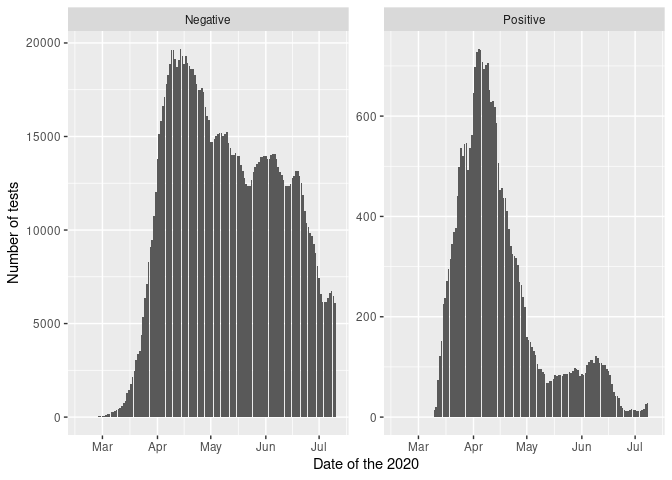 Negative
Positive
Number of tests
20000
15000
10000
5000
0
600
400
200
0
Mar
Apr
May
Jun
Jul
Mar
Apr
May
Jun
Jul
Date of the 2020